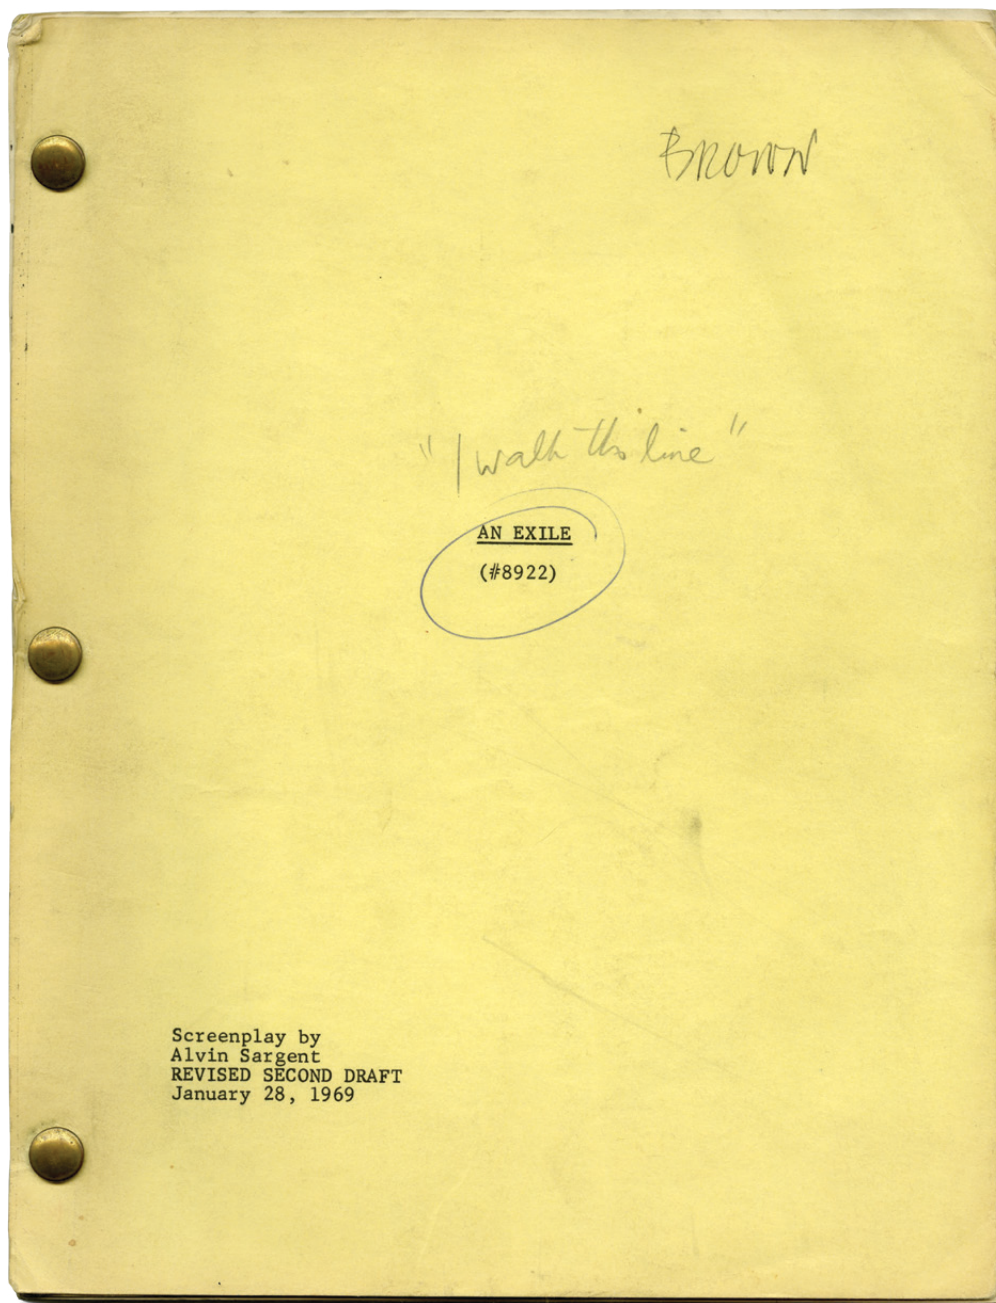 BROWN
"I walk the line"
AN EXILE
(#8922)
Screenplay by
Alvin Sargent
REVISED SECOND DRAFT
January 28, 1969